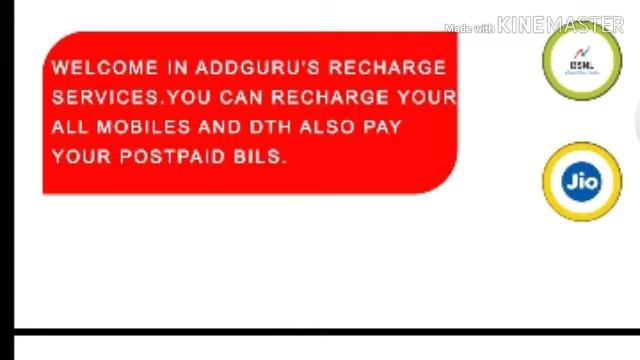 Made with KINEMASTER
WELCOME IN ADDGURU'S RECHARGE
SERVICES.YOU CAN RECHARGE YOUR
ALL MOBILES AND DTH ALSO PAY
YOUR POSTPAID BILS.
BSNL
Jio